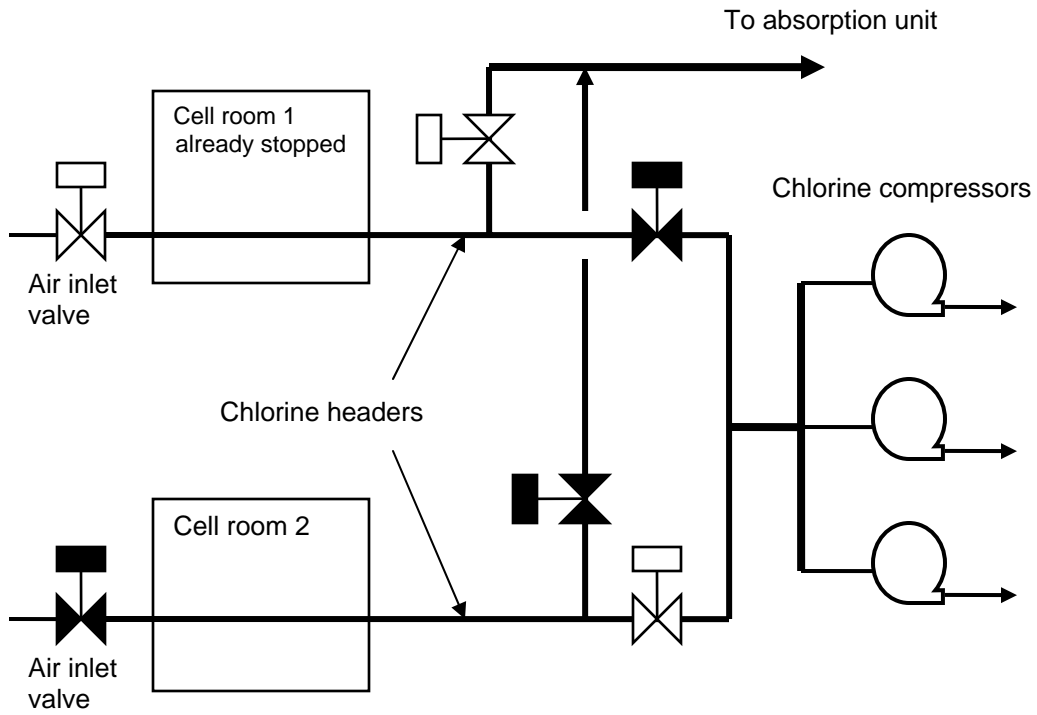 To absorption unit
Cell room 1
already stopped
Chlorine compressors
Air inlet
valve
Chlorine headers
Cell room 2
Air inlet
valve